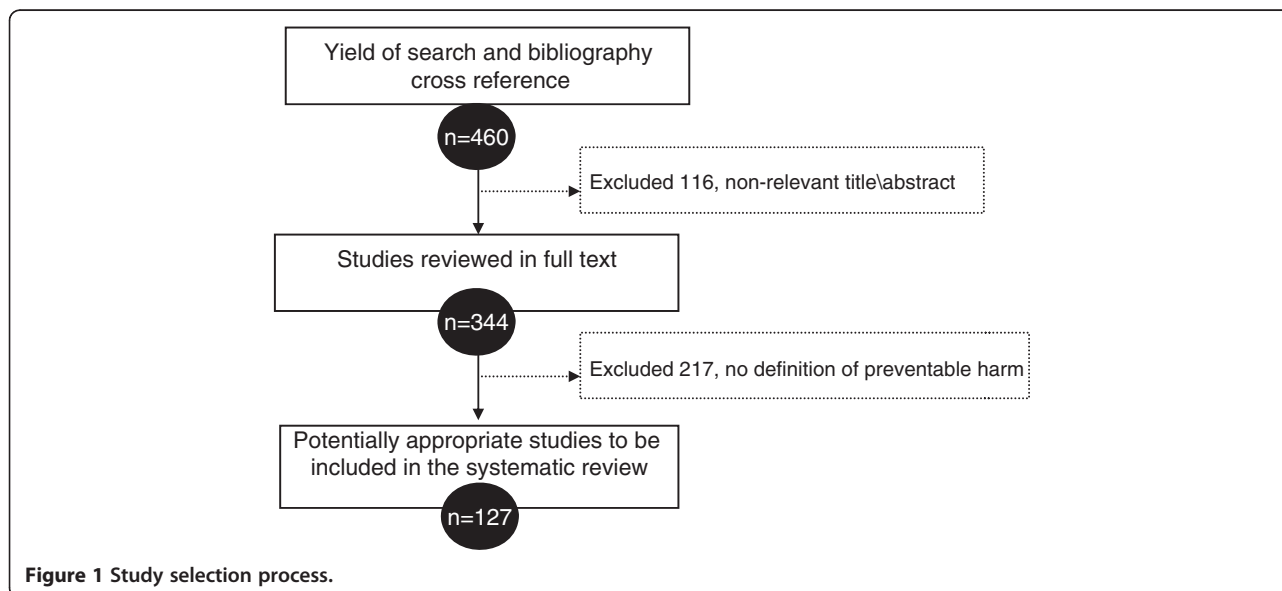 Yield of search and bibliography
cross reference
n=460
Excluded 116, non-relevant title\abstract
Studies reviewed in full text
n=344
Excluded 217, no definition of preventable harm
Potentially appropriate studies to be
included in the systematic review
n=127
Figure 1 Study selection process.